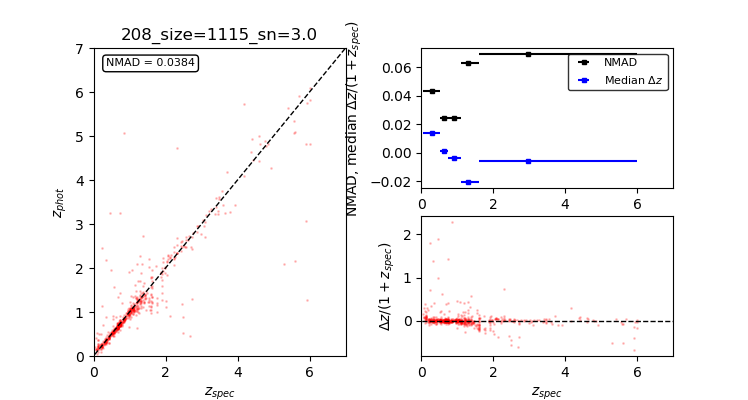 208_size=1115_sn=3.0
NMAD = 0.0384
7
6
5
4
3
2
1
0
z_phot
0 2 4 6
z_spec
NMAD, median Δz/(1 + z_spec)
0.06
0.04
0.02
0.00
−0.02
NMAD
Median Δz
0 2 4 6
Δz/(1 + z_spec)
2
1
0
0 2 4 6
z_spec